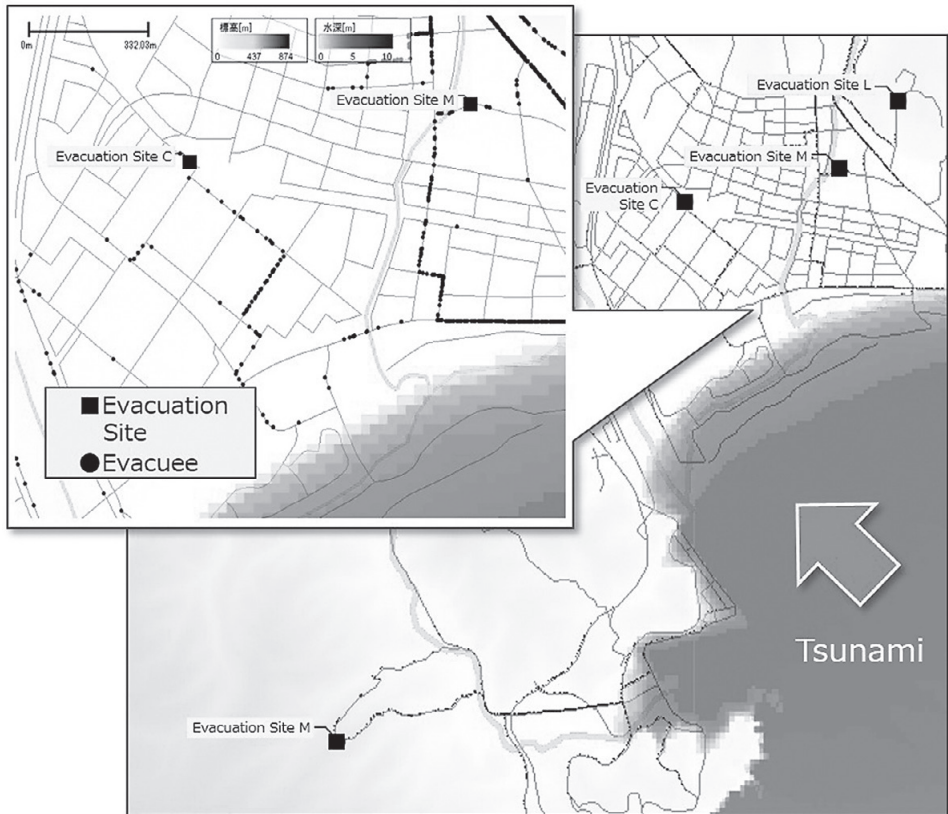 標高[m]
水深[m]
0m
332.03m
0
437
874
0
5
10
Evacuation Site M
Evacuation Site C
Evacuation
Site
Evacuee
Evacuation Site L
Evacuation Site M
Evacuation
Site C
Tsunami
Evacuation Site M